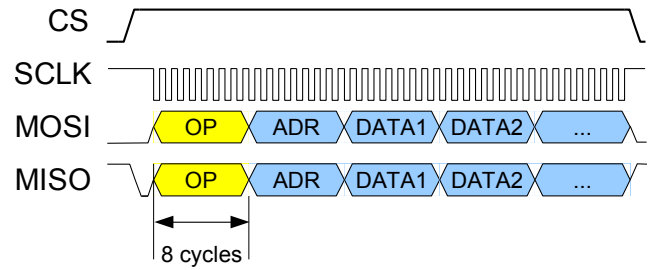 CS
SCLK
MOSI OP ADR DATA1 DATA2 ...
MISO OP ADR DATA1 DATA2 ...
8 cycles